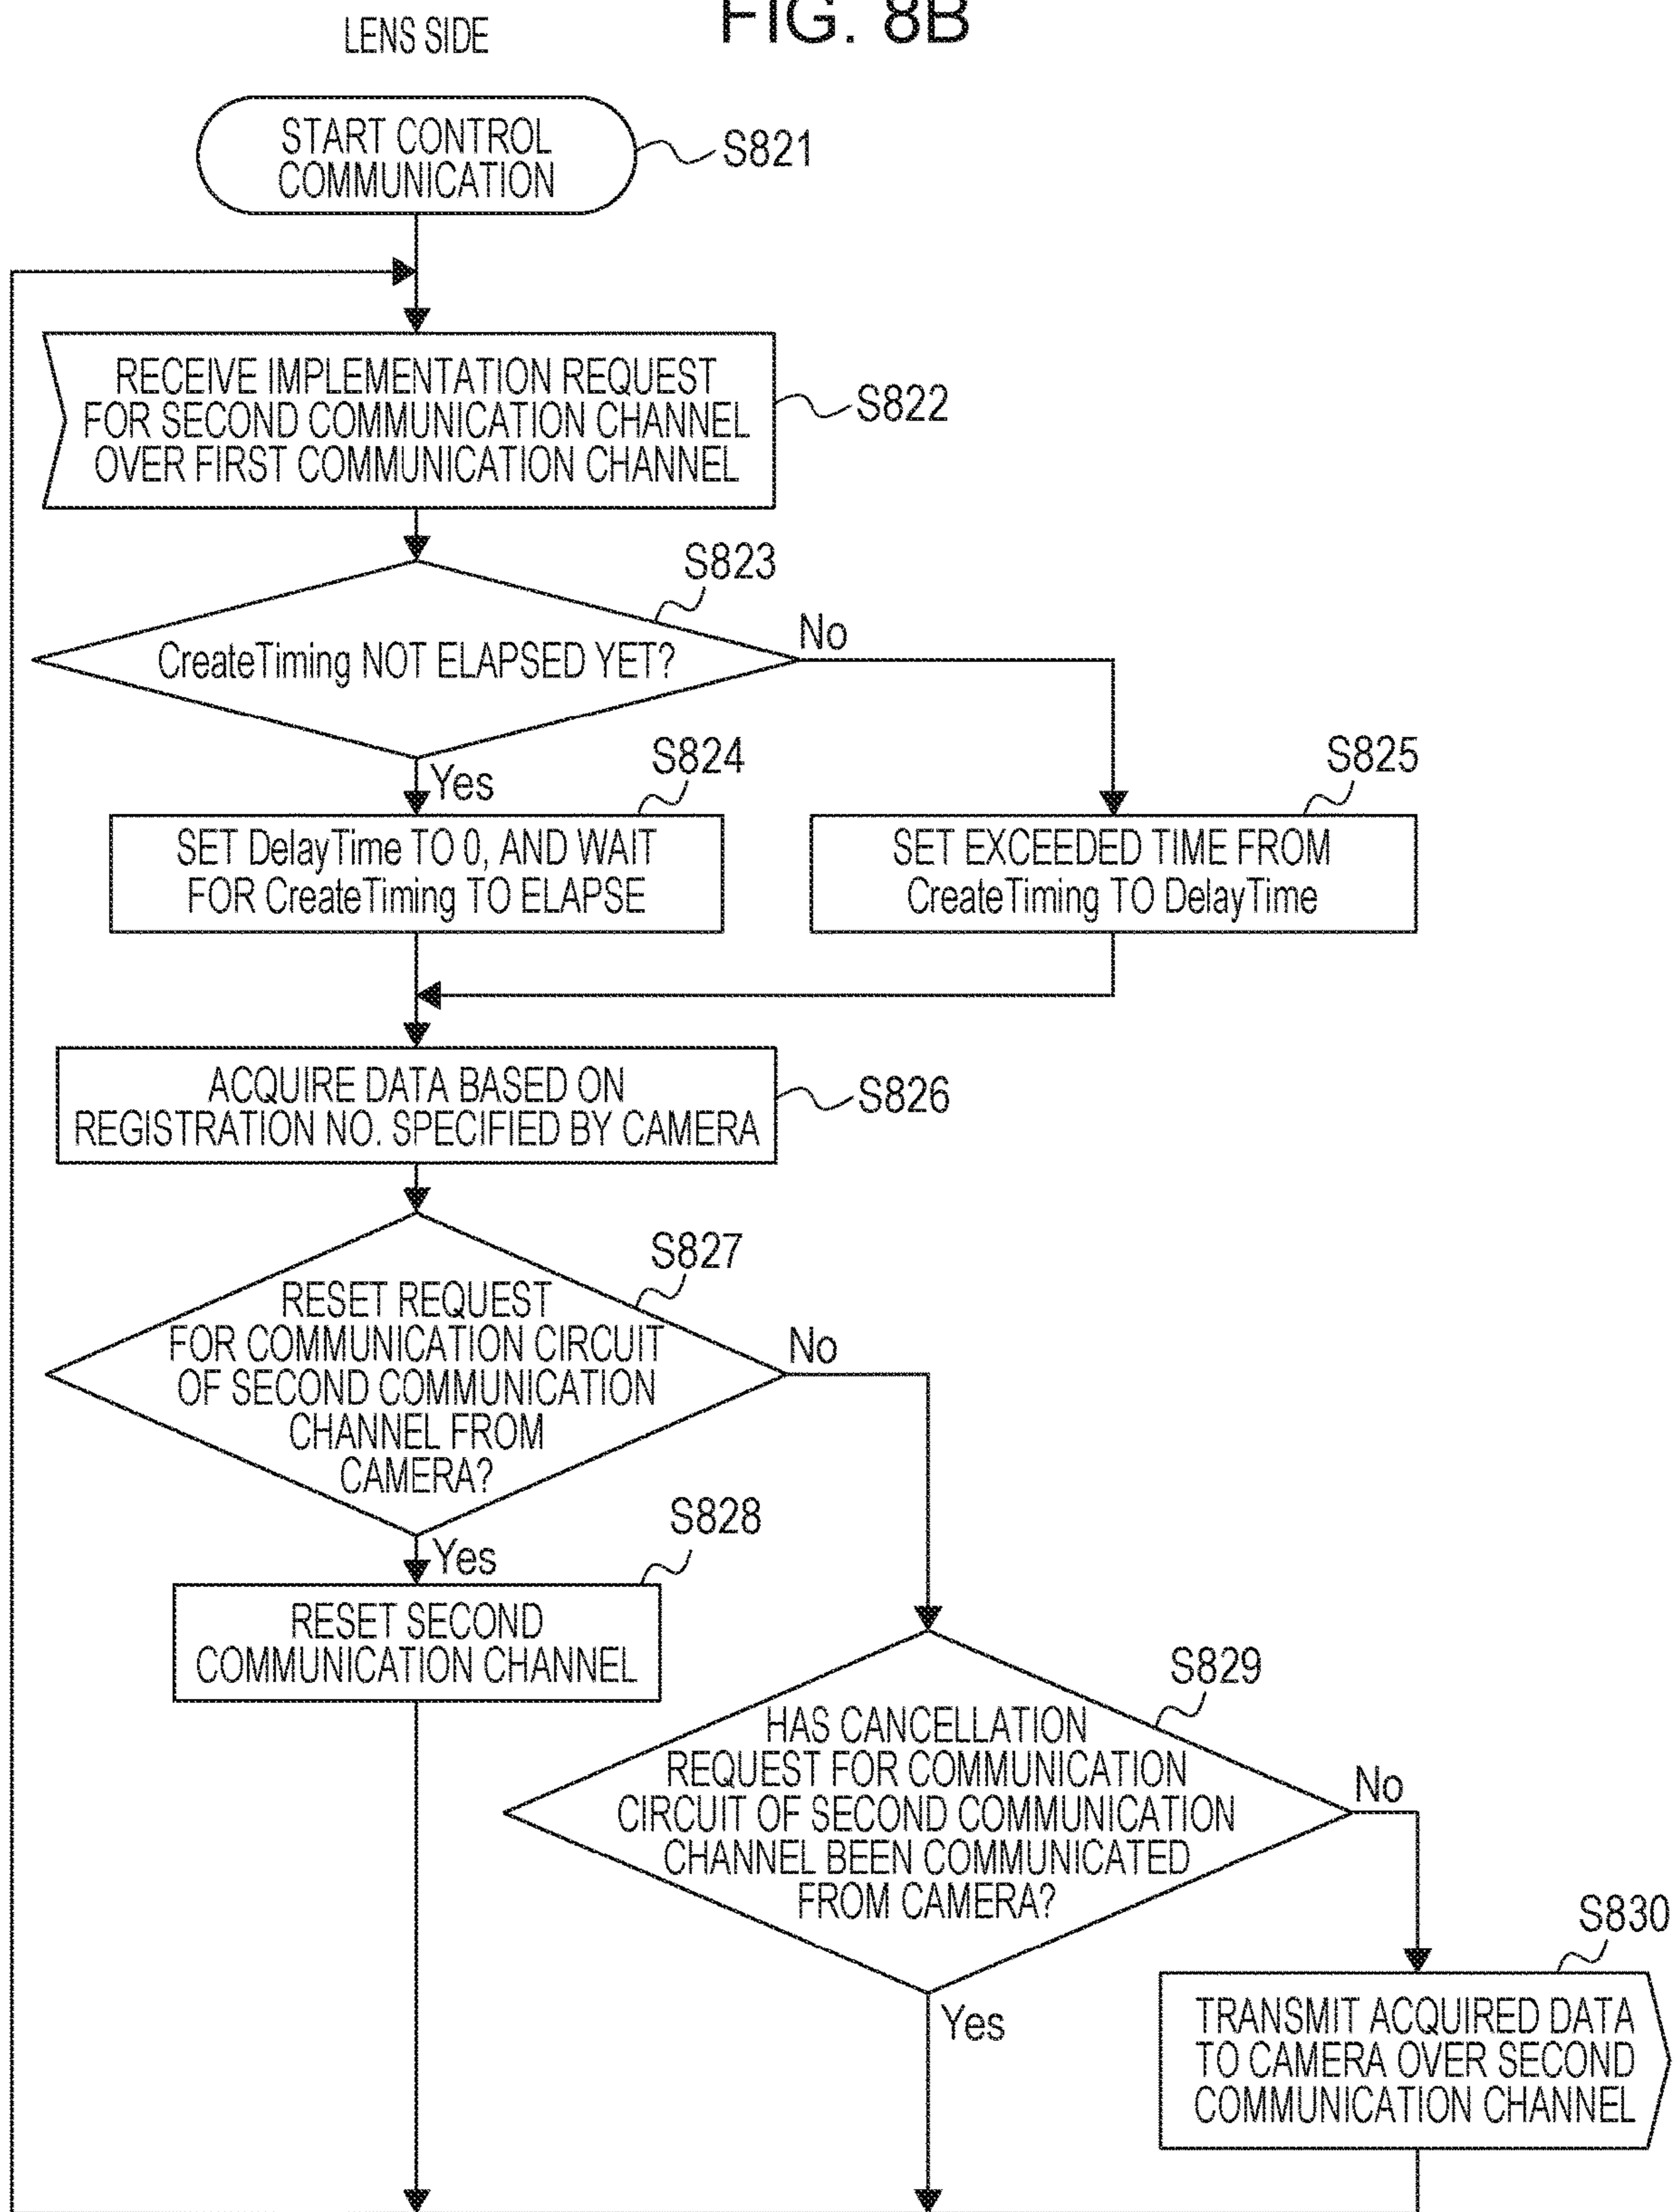 FIG. 8B
LENS SIDE
START CONTROL
COMMUNICATION
S821
RECEIVE IMPLEMENTATION REQUEST
FOR SECOND COMMUNICATION CHANNEL
OVER FIRST COMMUNICATION CHANNEL
S822
S823
CreateTiming NOT ELAPSED YET?
No
Yes
S824
S825
SET DelayTime TO 0, AND WAIT
FOR CreateTiming TO ELAPSE
SET EXCEEDED TIME FROM
CreateTiming TO DelayTime
ACQUIRE DATA BASED ON
REGISTRATION NO. SPECIFIED BY CAMERA
S826
S827
RESET REQUEST
FOR COMMUNICATION CIRCUIT
OF SECOND COMMUNICATION
CHANNEL FROM
CAMERA?
No
Yes
S828
RESET SECOND
COMMUNICATION CHANNEL
S829
HAS CANCELLATION
REQUEST FOR COMMUNICATION
CIRCUIT OF SECOND COMMUNICATION
CHANNEL BEEN COMMUNICATED
FROM CAMERA?
No
Yes
S830
TRANSMIT ACQUIRED DATA
TO CAMERA OVER SECOND
COMMUNICATION CHANNEL